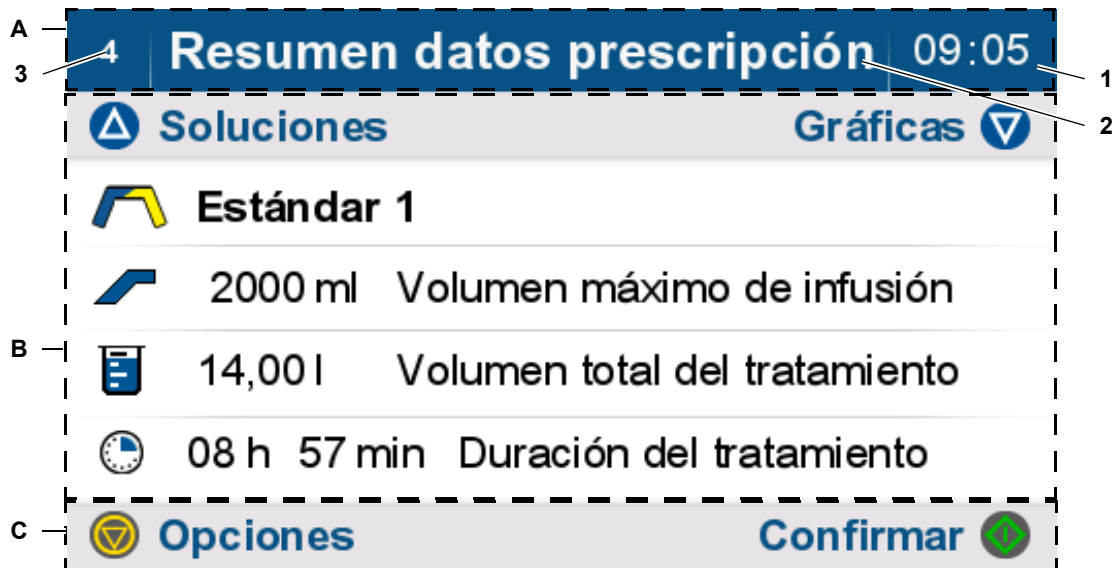 A
3
4 Resumen datos prescripción 09:05
1
2
Soluciones Gráficas
Estándar 1
2000 ml Volumen máximo de infusión
B
14,00 l Volumen total del tratamiento
08 h 57 min Duración del tratamiento
C
Opciones Confirmar